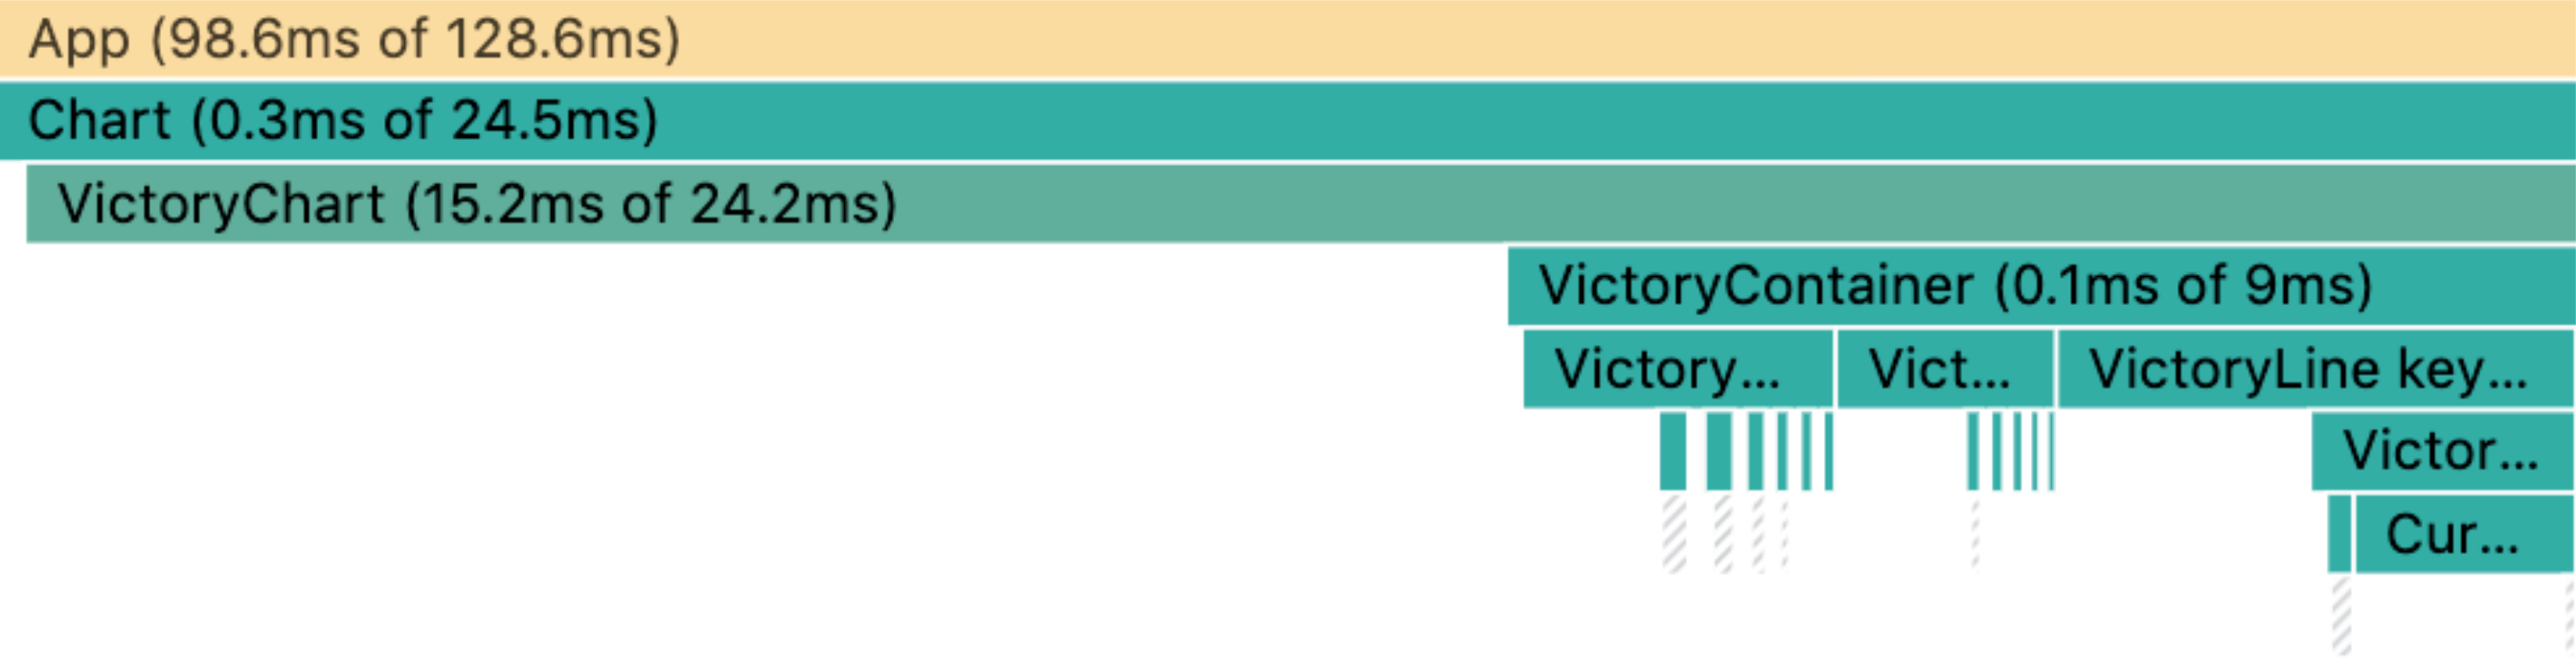 App (98.6ms of 128.6ms)
Chart (0.3ms of 24.5ms)
VictoryChart (15.2ms of 24.2ms)
VictoryContainer (0.1ms of 9ms)
Victory... Vict... VictoryLine key...
Victor...
Cur...